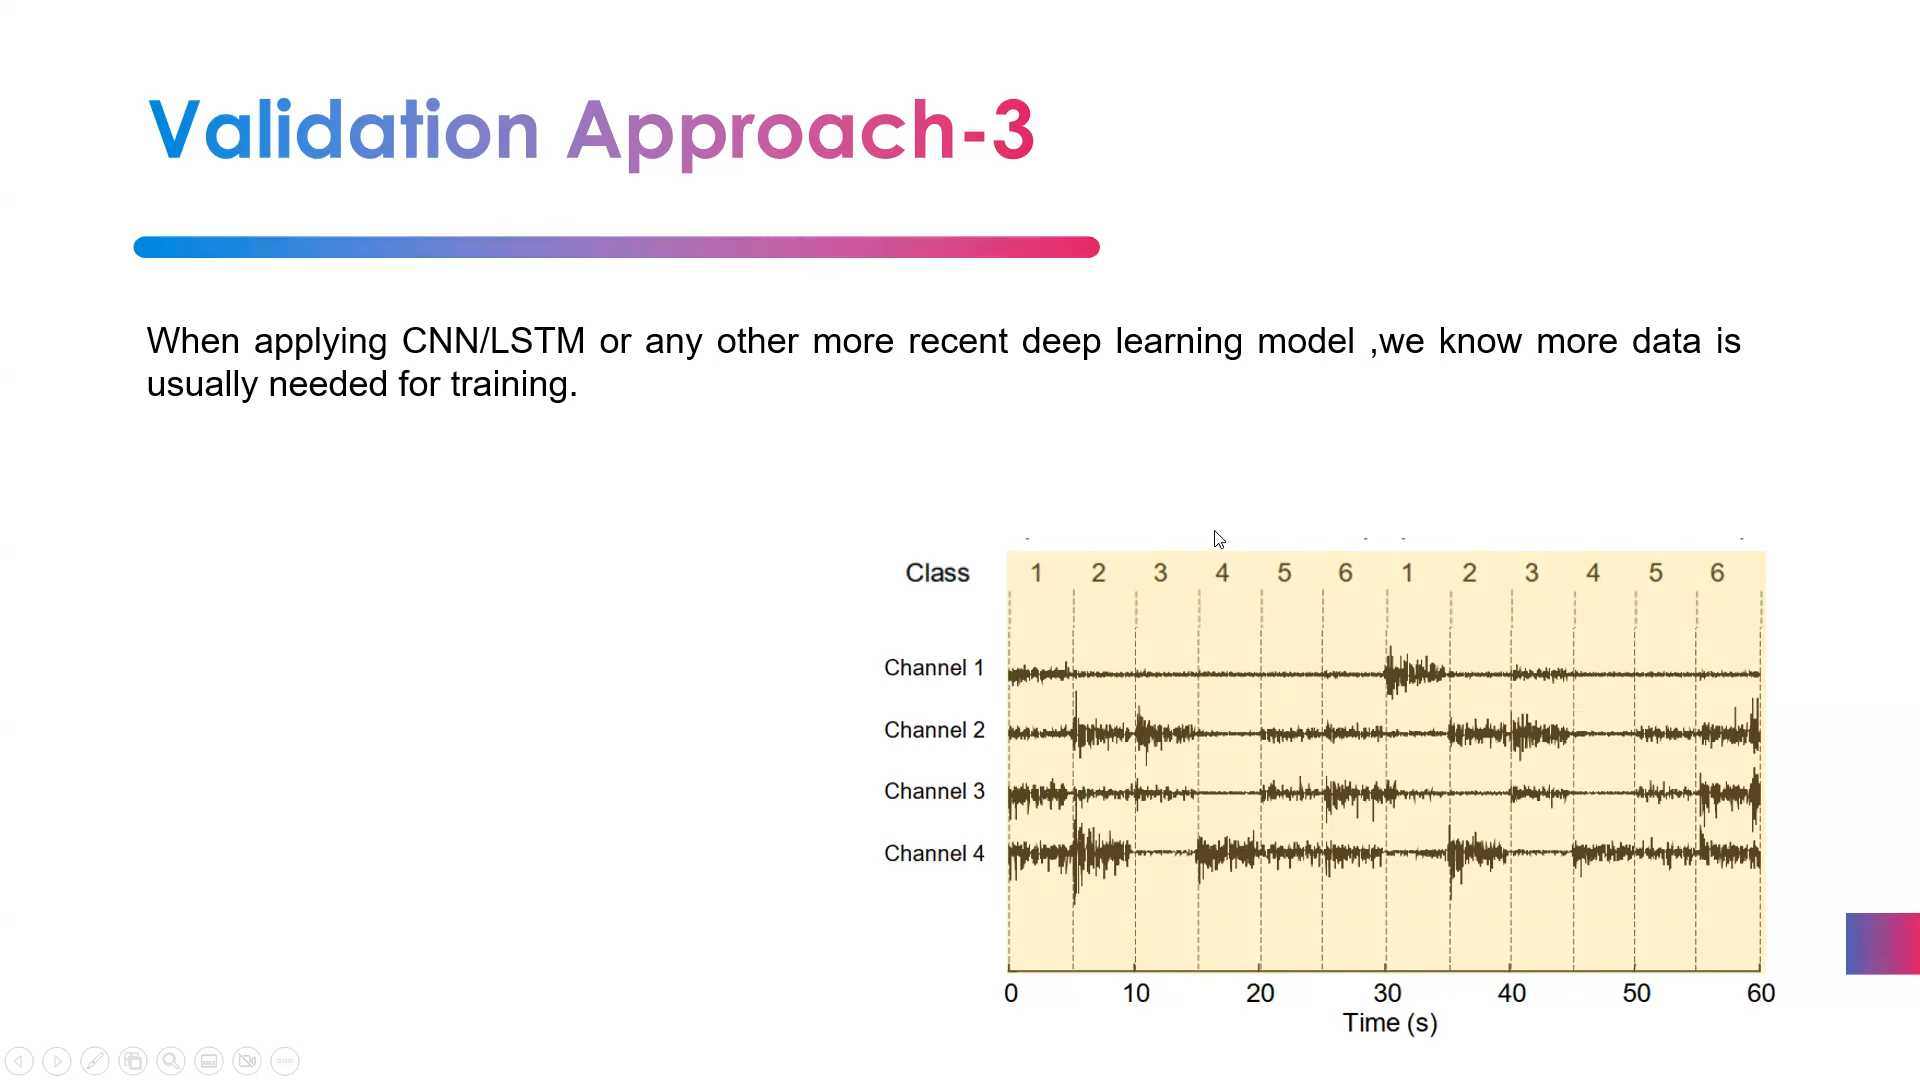 Validation Approach-3
When applying CNN/LSTM or any other more recent deep learning model ,we know more data is
usually needed for training.
Class 1 2 3 4 5 6 1 2 3 4 5 6
Channel 1
Channel 2
Channel 3
Channel 4
0 10 20 30 40 50 60
Time (s)